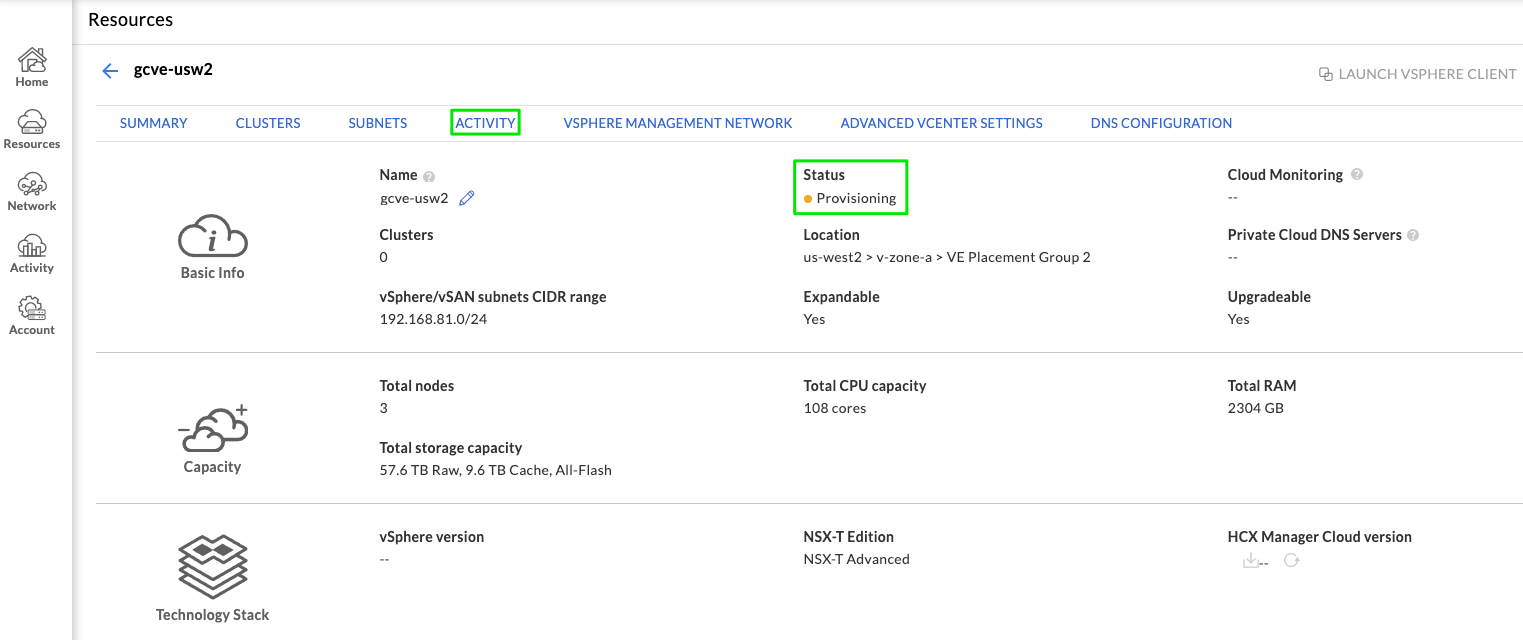 Resources
Home
Resources
Network
Activity
Account
gcve-usw2
LAUNCH VSPHERE CLIENT
SUMMARY CLUSTERS SUBNETS ACTIVITY VSPHERE MANAGEMENT NETWORK ADVANCED VCENTER SETTINGS DNS CONFIGURATION
Basic Info
Name ?
gcve-usw2
Status
Provisioning
Cloud Monitoring ?
--
Clusters
0
Location
us-west2 > v-zone-a > VE Placement Group 2
Private Cloud DNS Servers ?
--
vSphere/vSAN subnets CIDR range
192.168.81.0/24
Expandable
Yes
Upgradeable
Yes
Capacity
Total nodes
3
Total CPU capacity
108 cores
Total RAM
2304 GB
Total storage capacity
57.6 TB Raw, 9.6 TB Cache, All-Flash
Technology Stack
vSphere version
--
NSX-T Edition
NSX-T Advanced
HCX Manager Cloud version
--